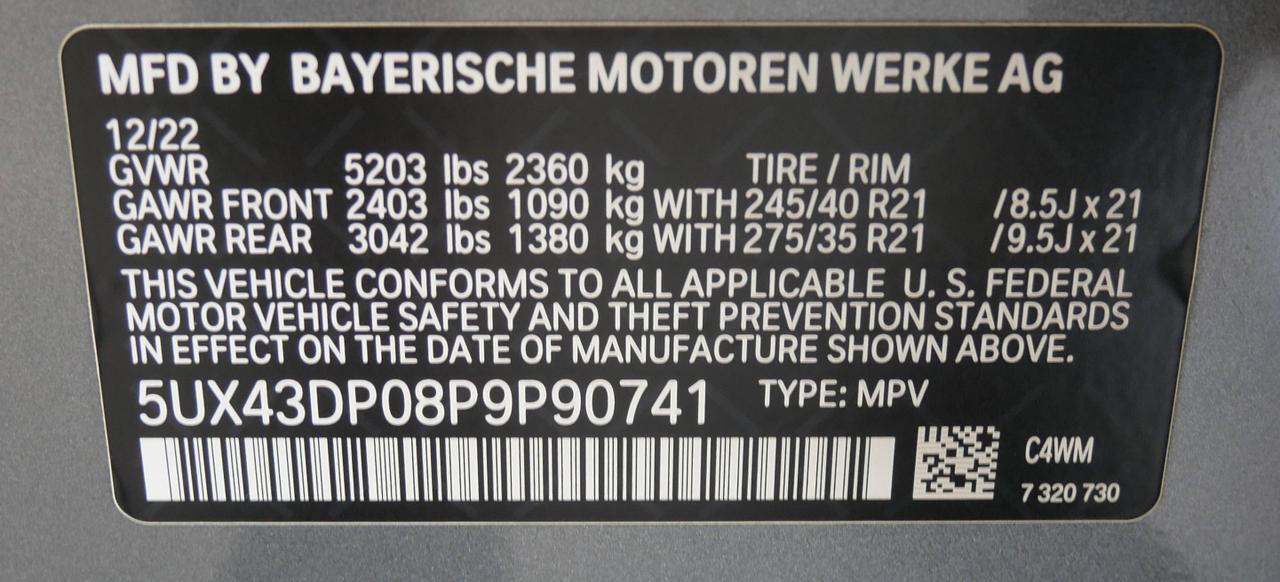 MFD BY BAYERISCHE MOTOREN WERKE AG
12/22
GVWR 5203 lbs 2360 kg TIRE / RIM
GAWR FRONT 2403 lbs 1090 kg WITH 245/40 R21 /8.5J x 21
GAWR REAR 3042 lbs 1380 kg WITH 275/35 R21 /9.5J x 21
THIS VEHICLE CONFORMS TO ALL APPLICABLE U. S. FEDERAL
MOTOR VEHICLE SAFETY AND THEFT PREVENTION STANDARDS
IN EFFECT ON THE DATE OF MANUFACTURE SHOWN ABOVE.
5UX43DP08P9P90741 TYPE: MPV
C4WM
7 320 730